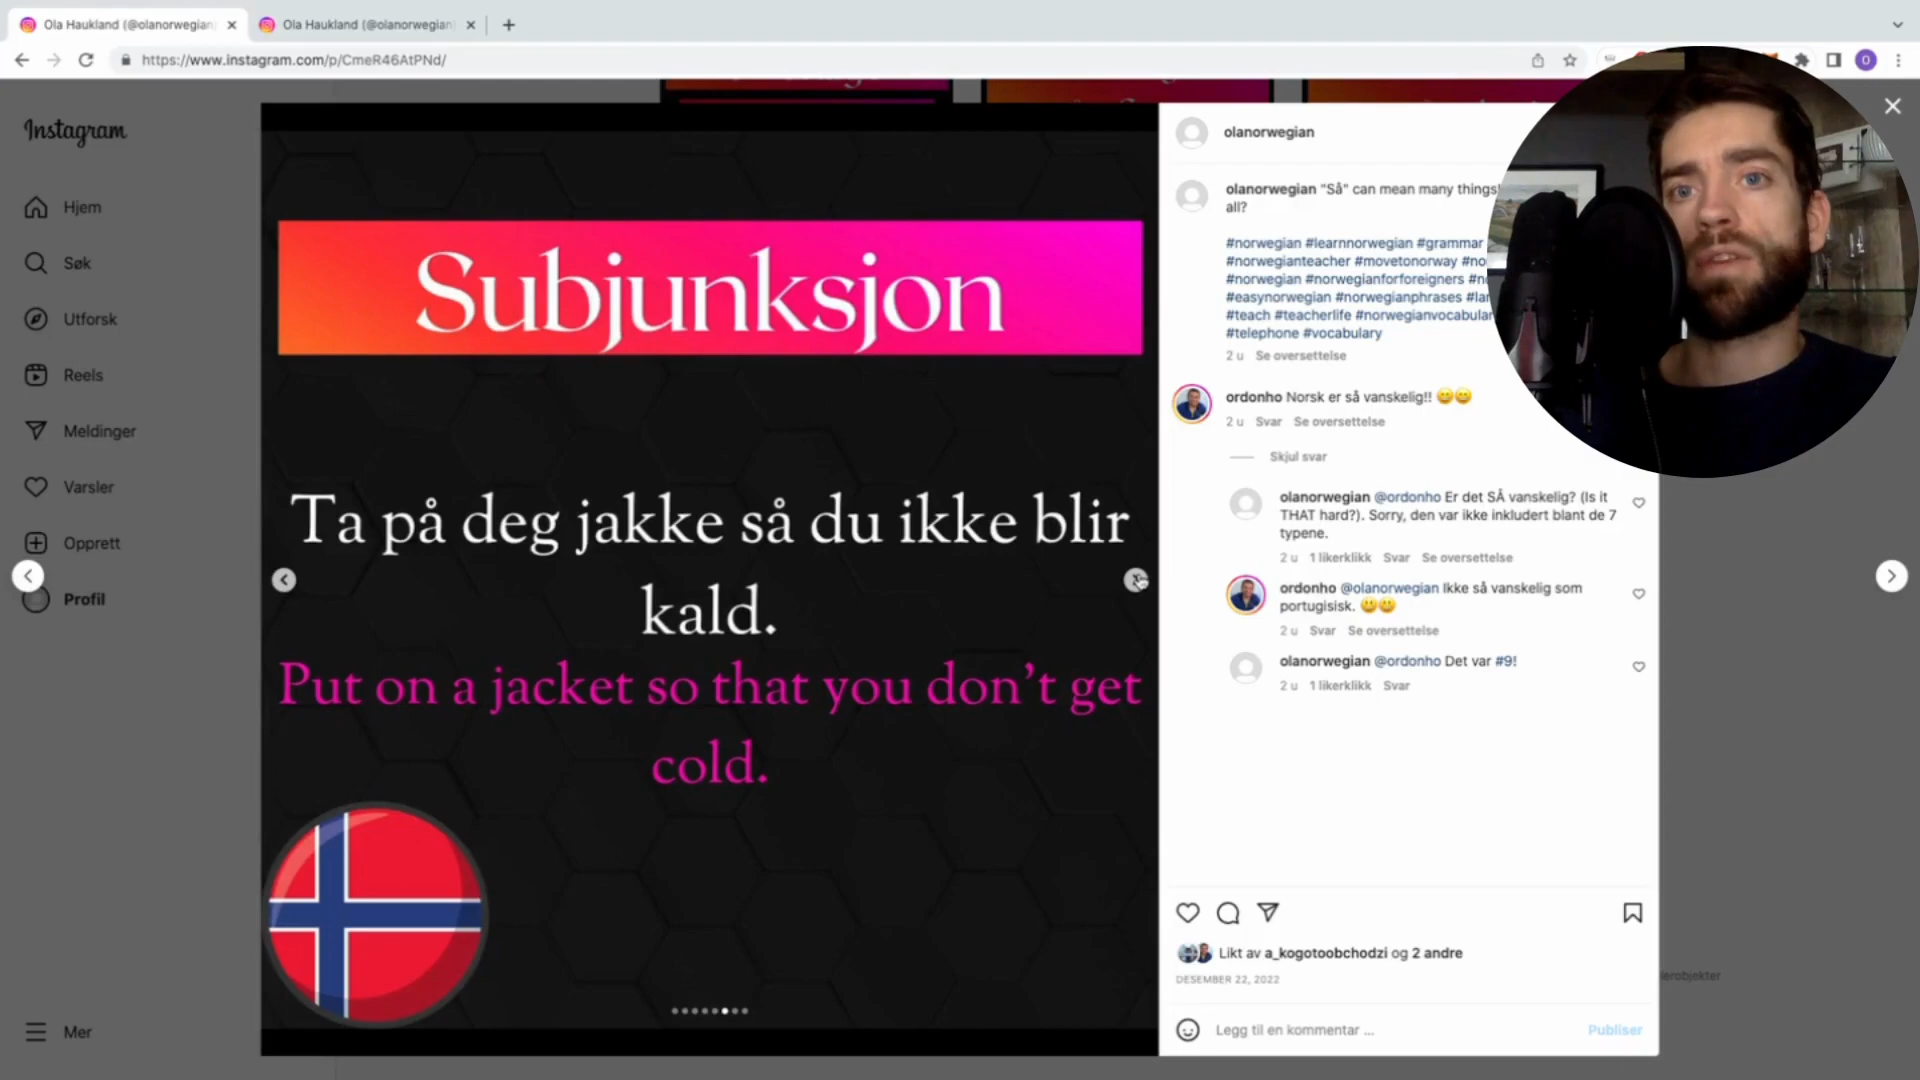 Ola Haukland (@olanorwegian
Ola Haukland (@olanorwegian)
https://www.instagram.com/p/CmeR46AtPNd/
O
Instagram
Hjem
Søk
Utforsk
Reels
Meldinger
Varsler
Opprett
Profil
Mer
Subjunksjon
Ta på deg jakke så du ikke blir
kald.
Put on a jacket so that you don't get
cold.
olanorwegian
olanorwegian "Så" can mean many things!
all?
#norwegian #learnnorwegian #grammar
#norwegianteacher #movetonorway
#norwegian #norwegianforforeigners
#easynorwegian #norwegianphrases
#teach #teacherlife
#telephone #vocabulary
2 u Se oversettelse
ordonho Norsk er så vanskelig!! 😄😄
2 u Svar Se oversettelse
Skjul svar
olanorwegian @ordonho Er det SÅ vanskelig? (Is it
THAT hard?). Sorry, den var ikke inkludert blant de 7
typene.
2 u 1 likerklikk Svar Se oversettelse
ordonho @olanorwegian Ikke så vanskelig som
portugisisk. 😃😃
2 u Svar Se oversettelse
olanorwegian @ordonho Det var #9!
2 u 1 likerklikk Svar
Likt av a_kogotoobchodzi og 2 andre
DESEMBER 22, 2022
Legg til en kommentar ...
Publiser